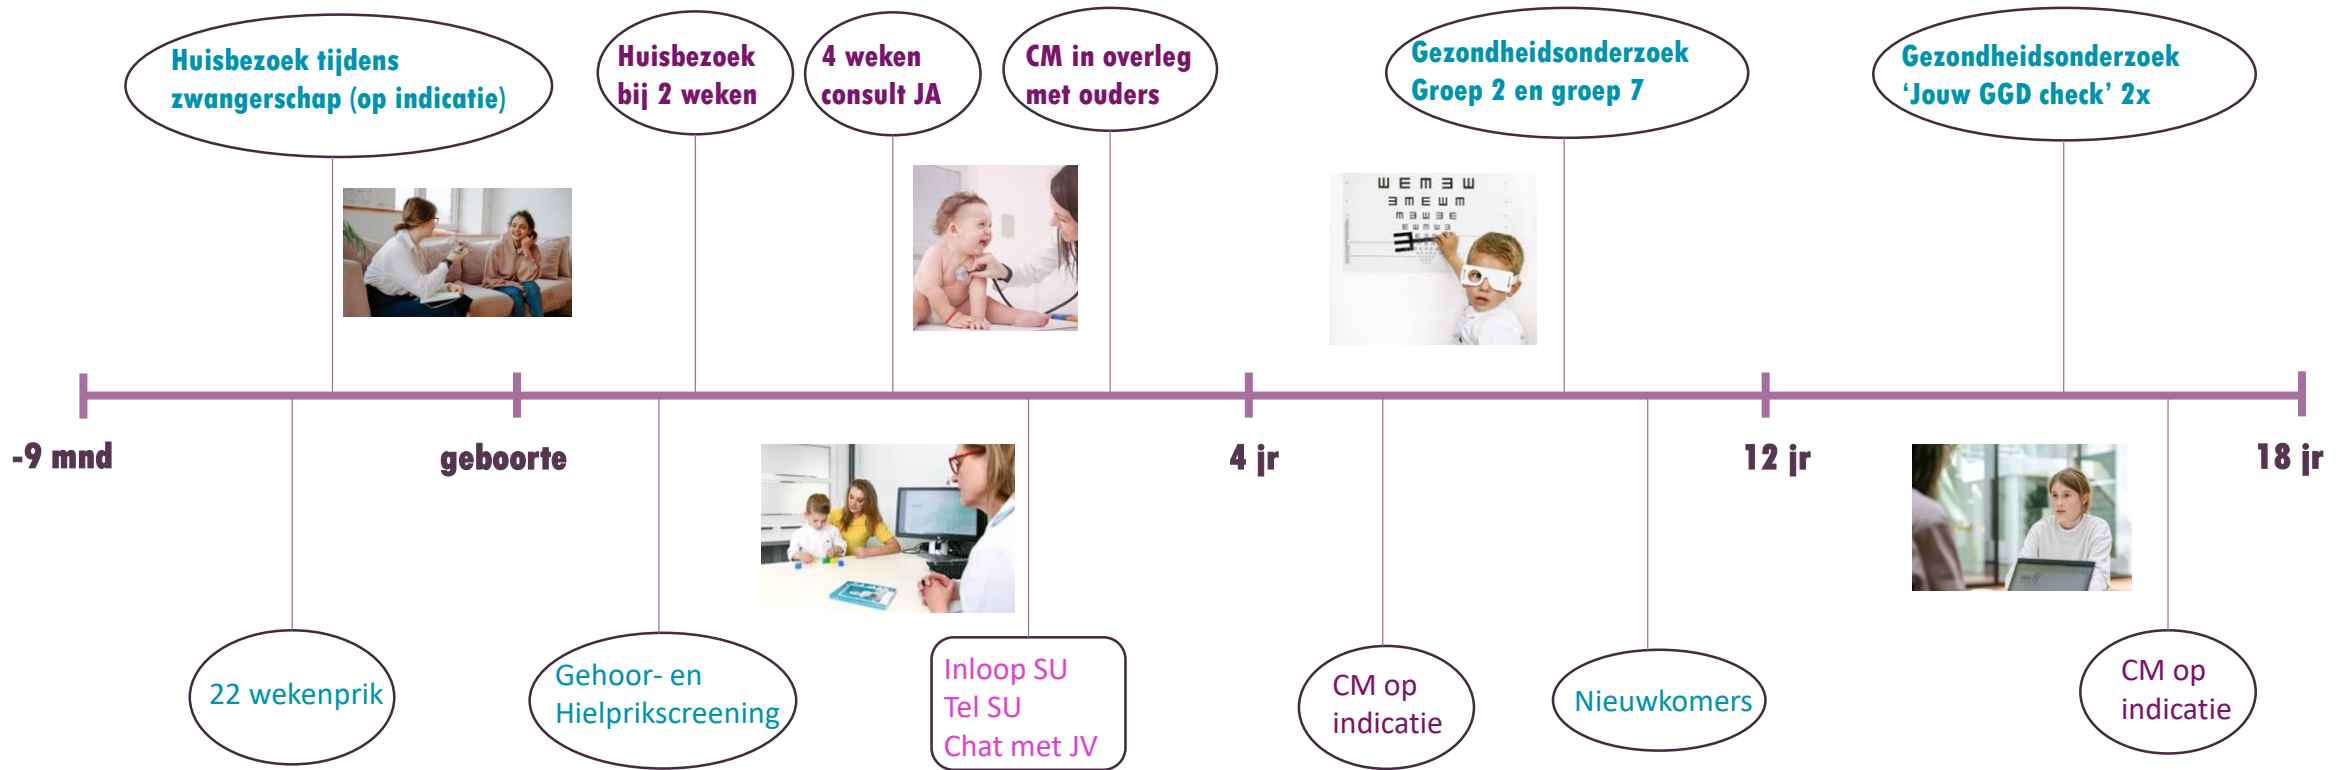 Huisbezoek tijdens
zwangerschap (op indicatie)
Huisbezoek
bij 2 weken
4 weken
consult JA
CM in overleg
met ouders
Gezondheidsonderzoek
Groep 2 en groep 7
Gezondheidsonderzoek
‘Jouw GGD check’ 2x
-9 mnd
geboorte
4 jr
12 jr
18 jr
22 wekenprik
Gehoor- en
Hielprikscreening
Inloop SU
Tel SU
Chat met JV
CM op
indicatie
Nieuwkomers
CM op
indicatie